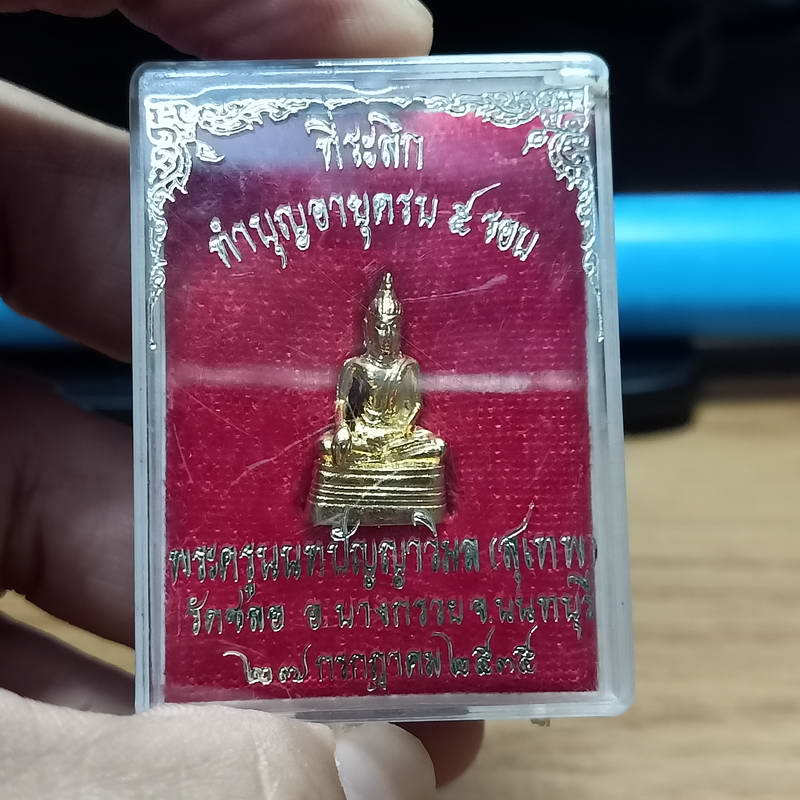 ที่ระลึก
ทำบุญอายุครบ ๕ รอบ
พระครูนนทปัญญาวิมล (สุเทพ)
วัดชลอ อ.บางกรวย จ.นนทบุรี
๒๗ กรกฎาคม ๒๕๓๕